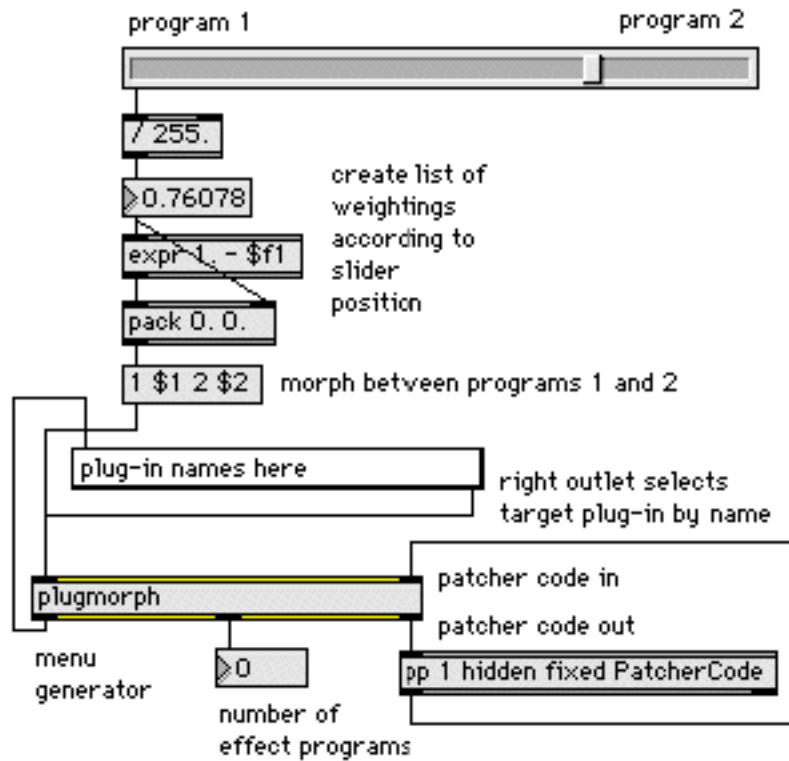 program 1
program 2
/ 255.
0.76078
create list of
weightings
according to
slider
position
expr 1. - $f1
pack 0. 0.
1 $1 2 $2
morph between programs 1 and 2
plug-in names here
right outlet selects
target plug-in by name
patcher code in
plugmorph
patcher code out
menu
generator
0
pp 1 hidden fixed PatcherCode
number of
effect programs